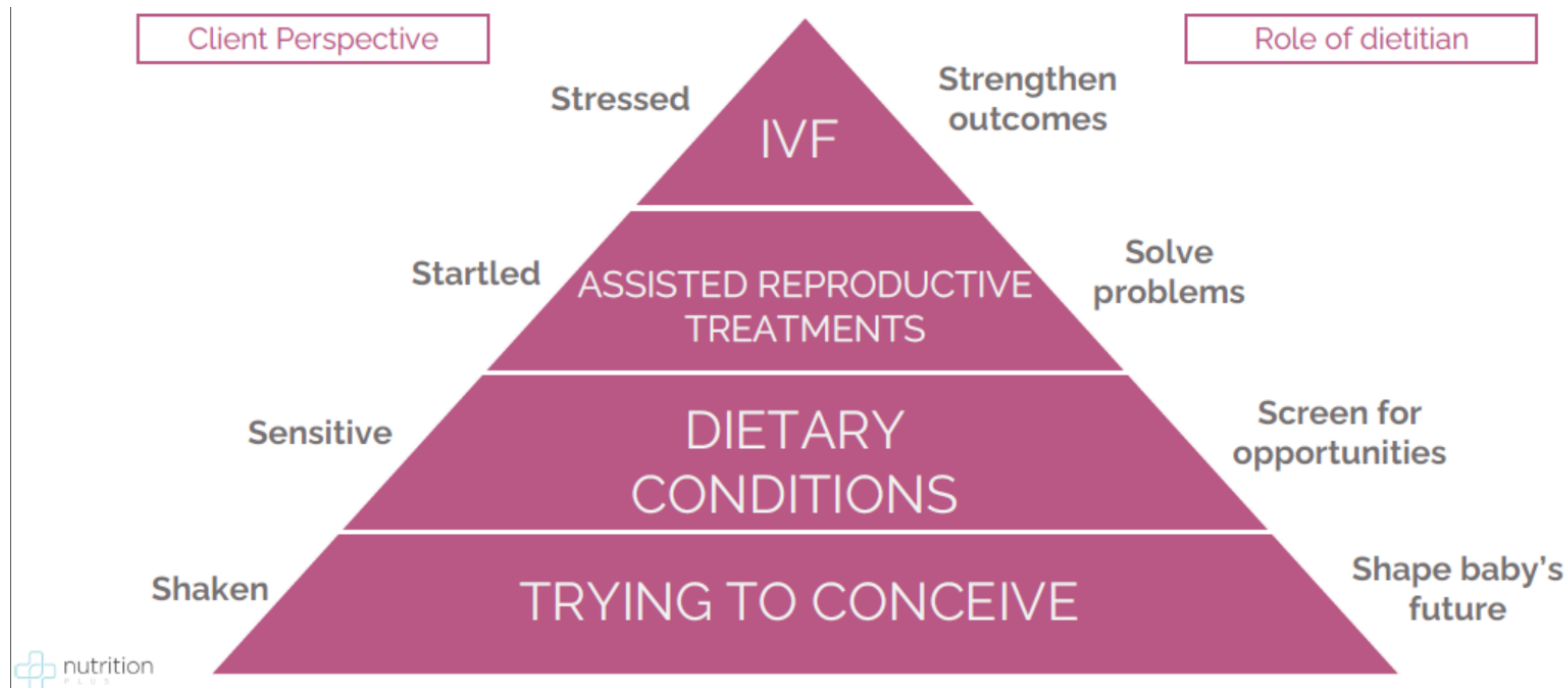 Client Perspective
Role of dietitian
Stressed
IVF
Strengthen
outcomes
Startled
ASSISTED REPRODUCTIVE
TREATMENTS
Solve
problems
Sensitive
DIETARY
CONDITIONS
Screen for
opportunities
Shaken
TRYING TO CONCEIVE
Shape baby's
future
nutrition
PLUS